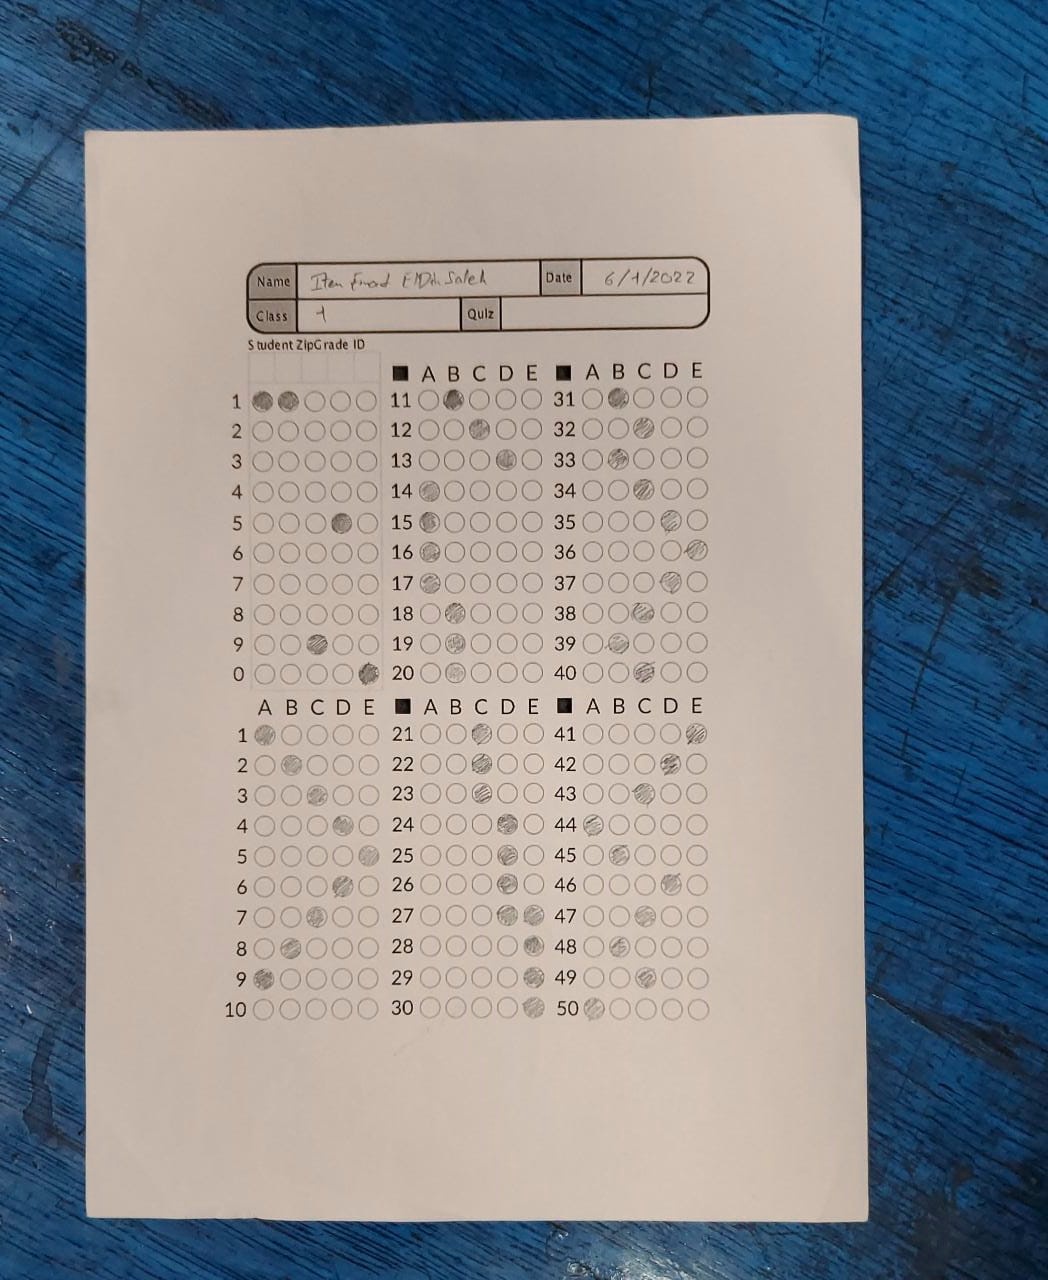 Name Iten Emad ElDin Saleh Date 6/1/2022
Class 1 Quiz
Student ZipGrade ID
■ A B C D E ■ A B C D E
1 11 31
2 12 32
3 13 33
4 14 34
5 15 35
6 16 36
7 17 37
8 18 38
9 19 39
0 20 40
A B C D E ■ A B C D E ■ A B C D E
1 21 41
2 22 42
3 23 43
4 24 44
5 25 45
6 26 46
7 27 47
8 28 48
9 29 49
10 30 50